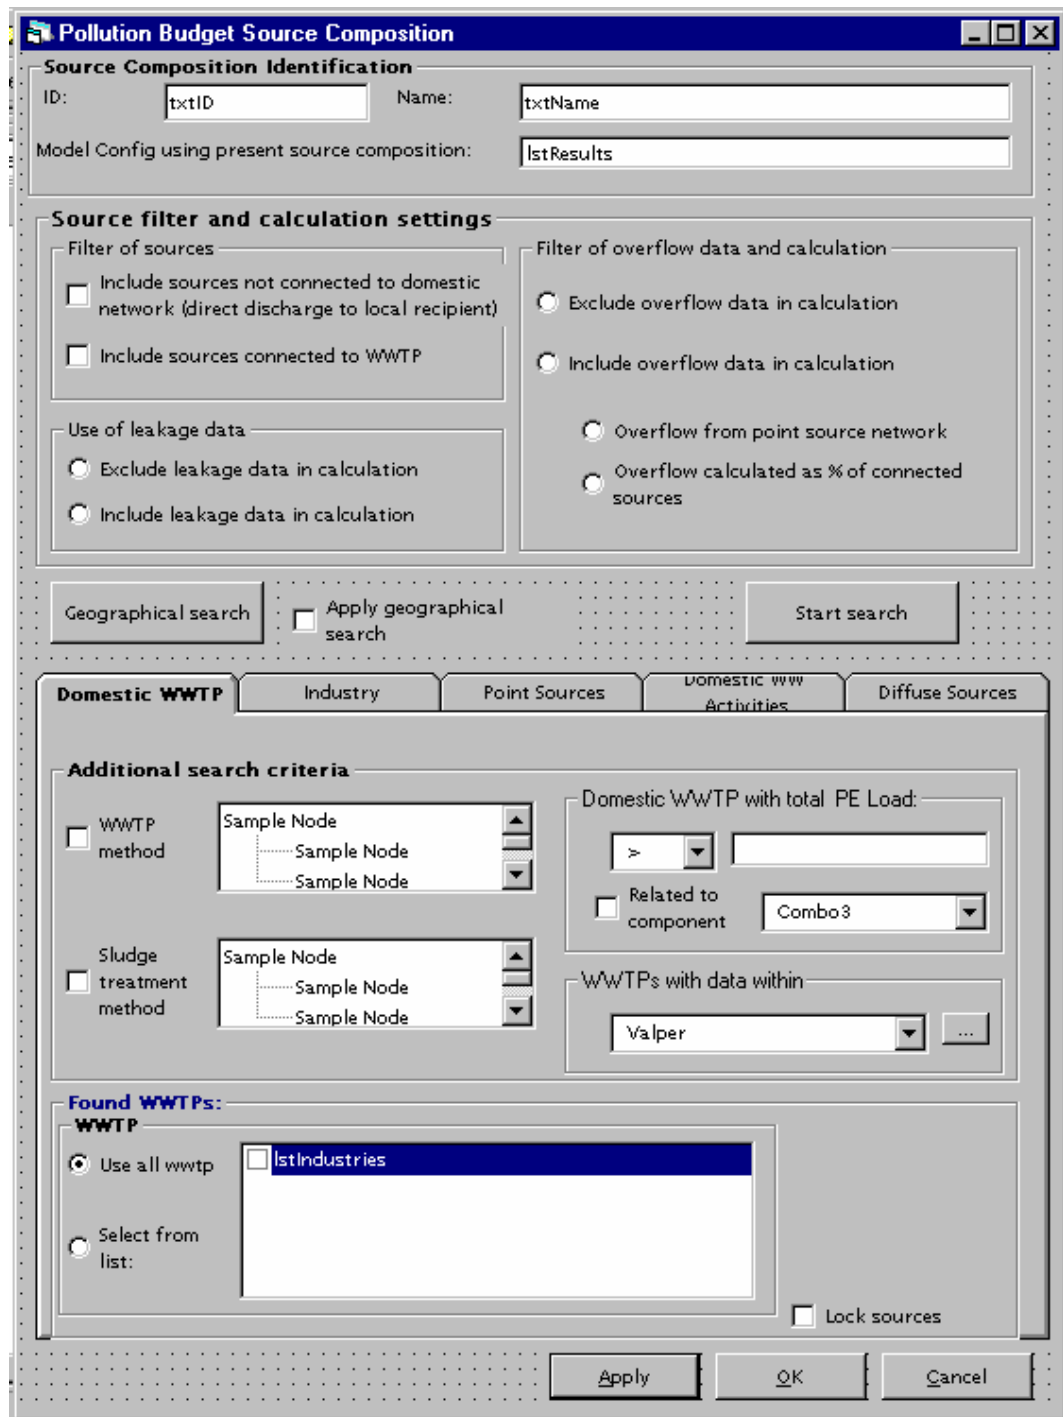 Pollution Budget Source Composition
Source Composition Identification
ID: txtID Name: txtName
Model Config using present source composition: lstResults
Source filter and calculation settings
Filter of sources
Include sources not connected to domestic
network (direct discharge to local recipient)
Include sources connected to WWTP
Use of leakage data
Exclude leakage data in calculation
Include leakage data in calculation
Filter of overflow data and calculation
Exclude overflow data in calculation
Include overflow data in calculation
Overflow from point source network
Overflow calculated as % of connected
sources
Geographical search
Apply geographical
search
Start search
Domestic WWTP
Industry
Point Sources
Domestic WW
Activities
Diffuse Sources
Additional search criteria
WWTP
method
Sample Node
Sample Node
Sample Node
Sludge
treatment
method
Sample Node
Sample Node
Sample Node
Domestic WWTP with total PE Load:
>
Related to
component
Combo3
WWTPs with data within
Valper
...
Found WWTPs:
WWTP
Use all wwtp
lstIndustries
Select from
list:
Lock sources
Apply
OK
Cancel